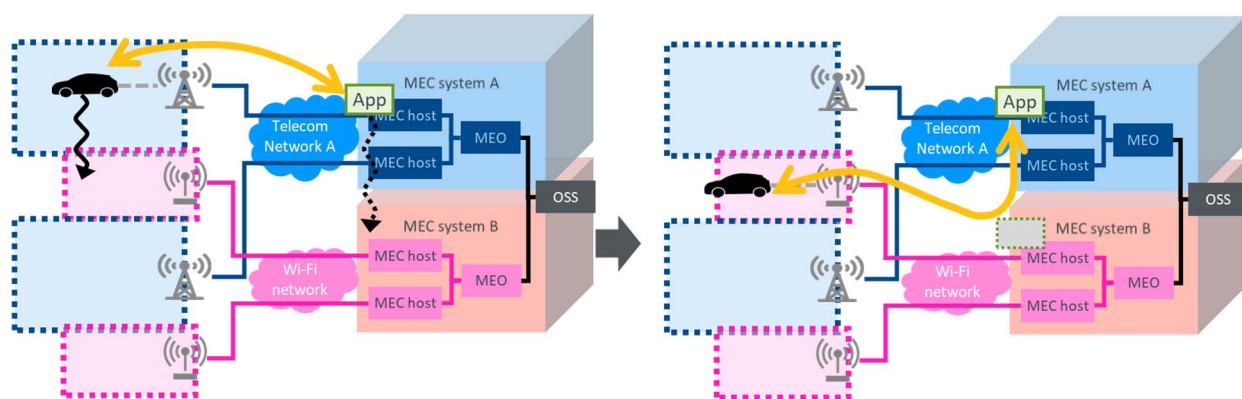 MEC system A
App
MEC host
Telecom
Network A
MEO
MEC host
OSS
MEC system B
MEC host
Wi-Fi
network
MEO
MEC host
MEC system A
App
MEC host
Telecom
Network A
MEO
MEC host
OSS
MEC system B
MEC host
Wi-Fi
network
MEO
MEC host